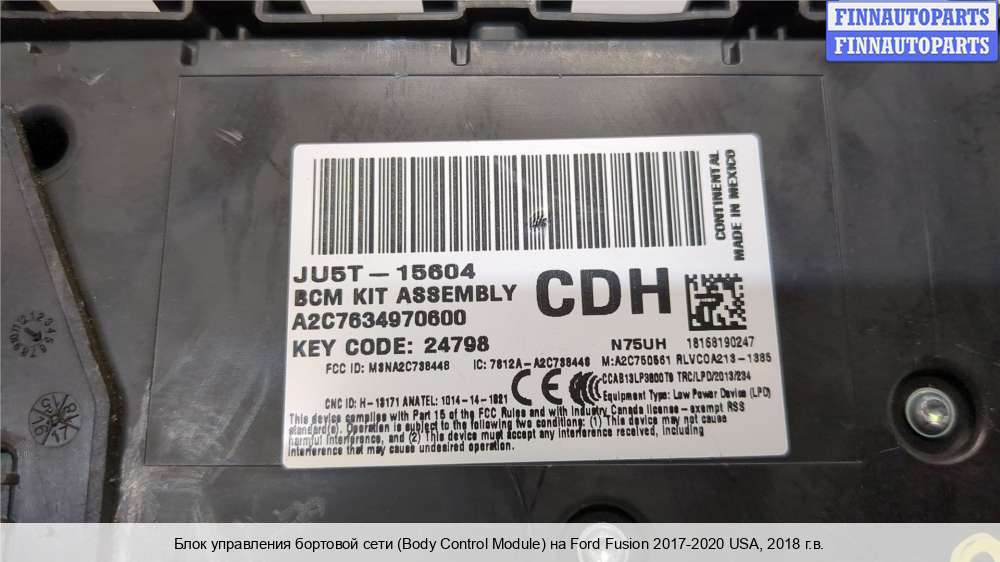 FINNAUTOPARTS
FINNAUTOPARTS
CONTINENTAL
MADE IN MEXICO
JU5T-15604
BCM KIT ASSEMBLY
CDH
A2C7634970600
KEY CODE: 24798
N75UH 18168190247
FCC ID: M3NA2C738448 IC: 7812A-A2C738448 M:A2C750561 RLVCOA213-1385
CCAB13LP3800T9 TRC/LPD/2013/234
CE
CNC ID: H-13171 ANATEL: 1014-14-1821 Equipment Type: Low Power Device (LPD)
This device complies with Part 15 of the FCC Rules and with Industry Canada license-exempt RSS
standard(s). Operation is subject to the following two conditions: (1) This device may not cause
harmful interference, and (2) This device must accept any interference received, including
interference that may cause undesired operation.
Блок управления бортовой сети (Body Control Module) на Ford Fusion 2017-2020 USA, 2018 г.в.